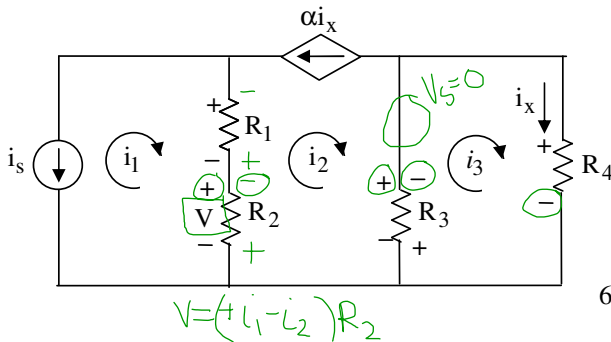 αiₓ
Vs=0
iₓ
+
-
+
-
+
R₁
R₄
iₛ
i₁
i₂
i₃
-
+
+
-
+
-
-
V
R₂
R₃
-
+
-
+
6
V=(+i₁-i₂)R₂